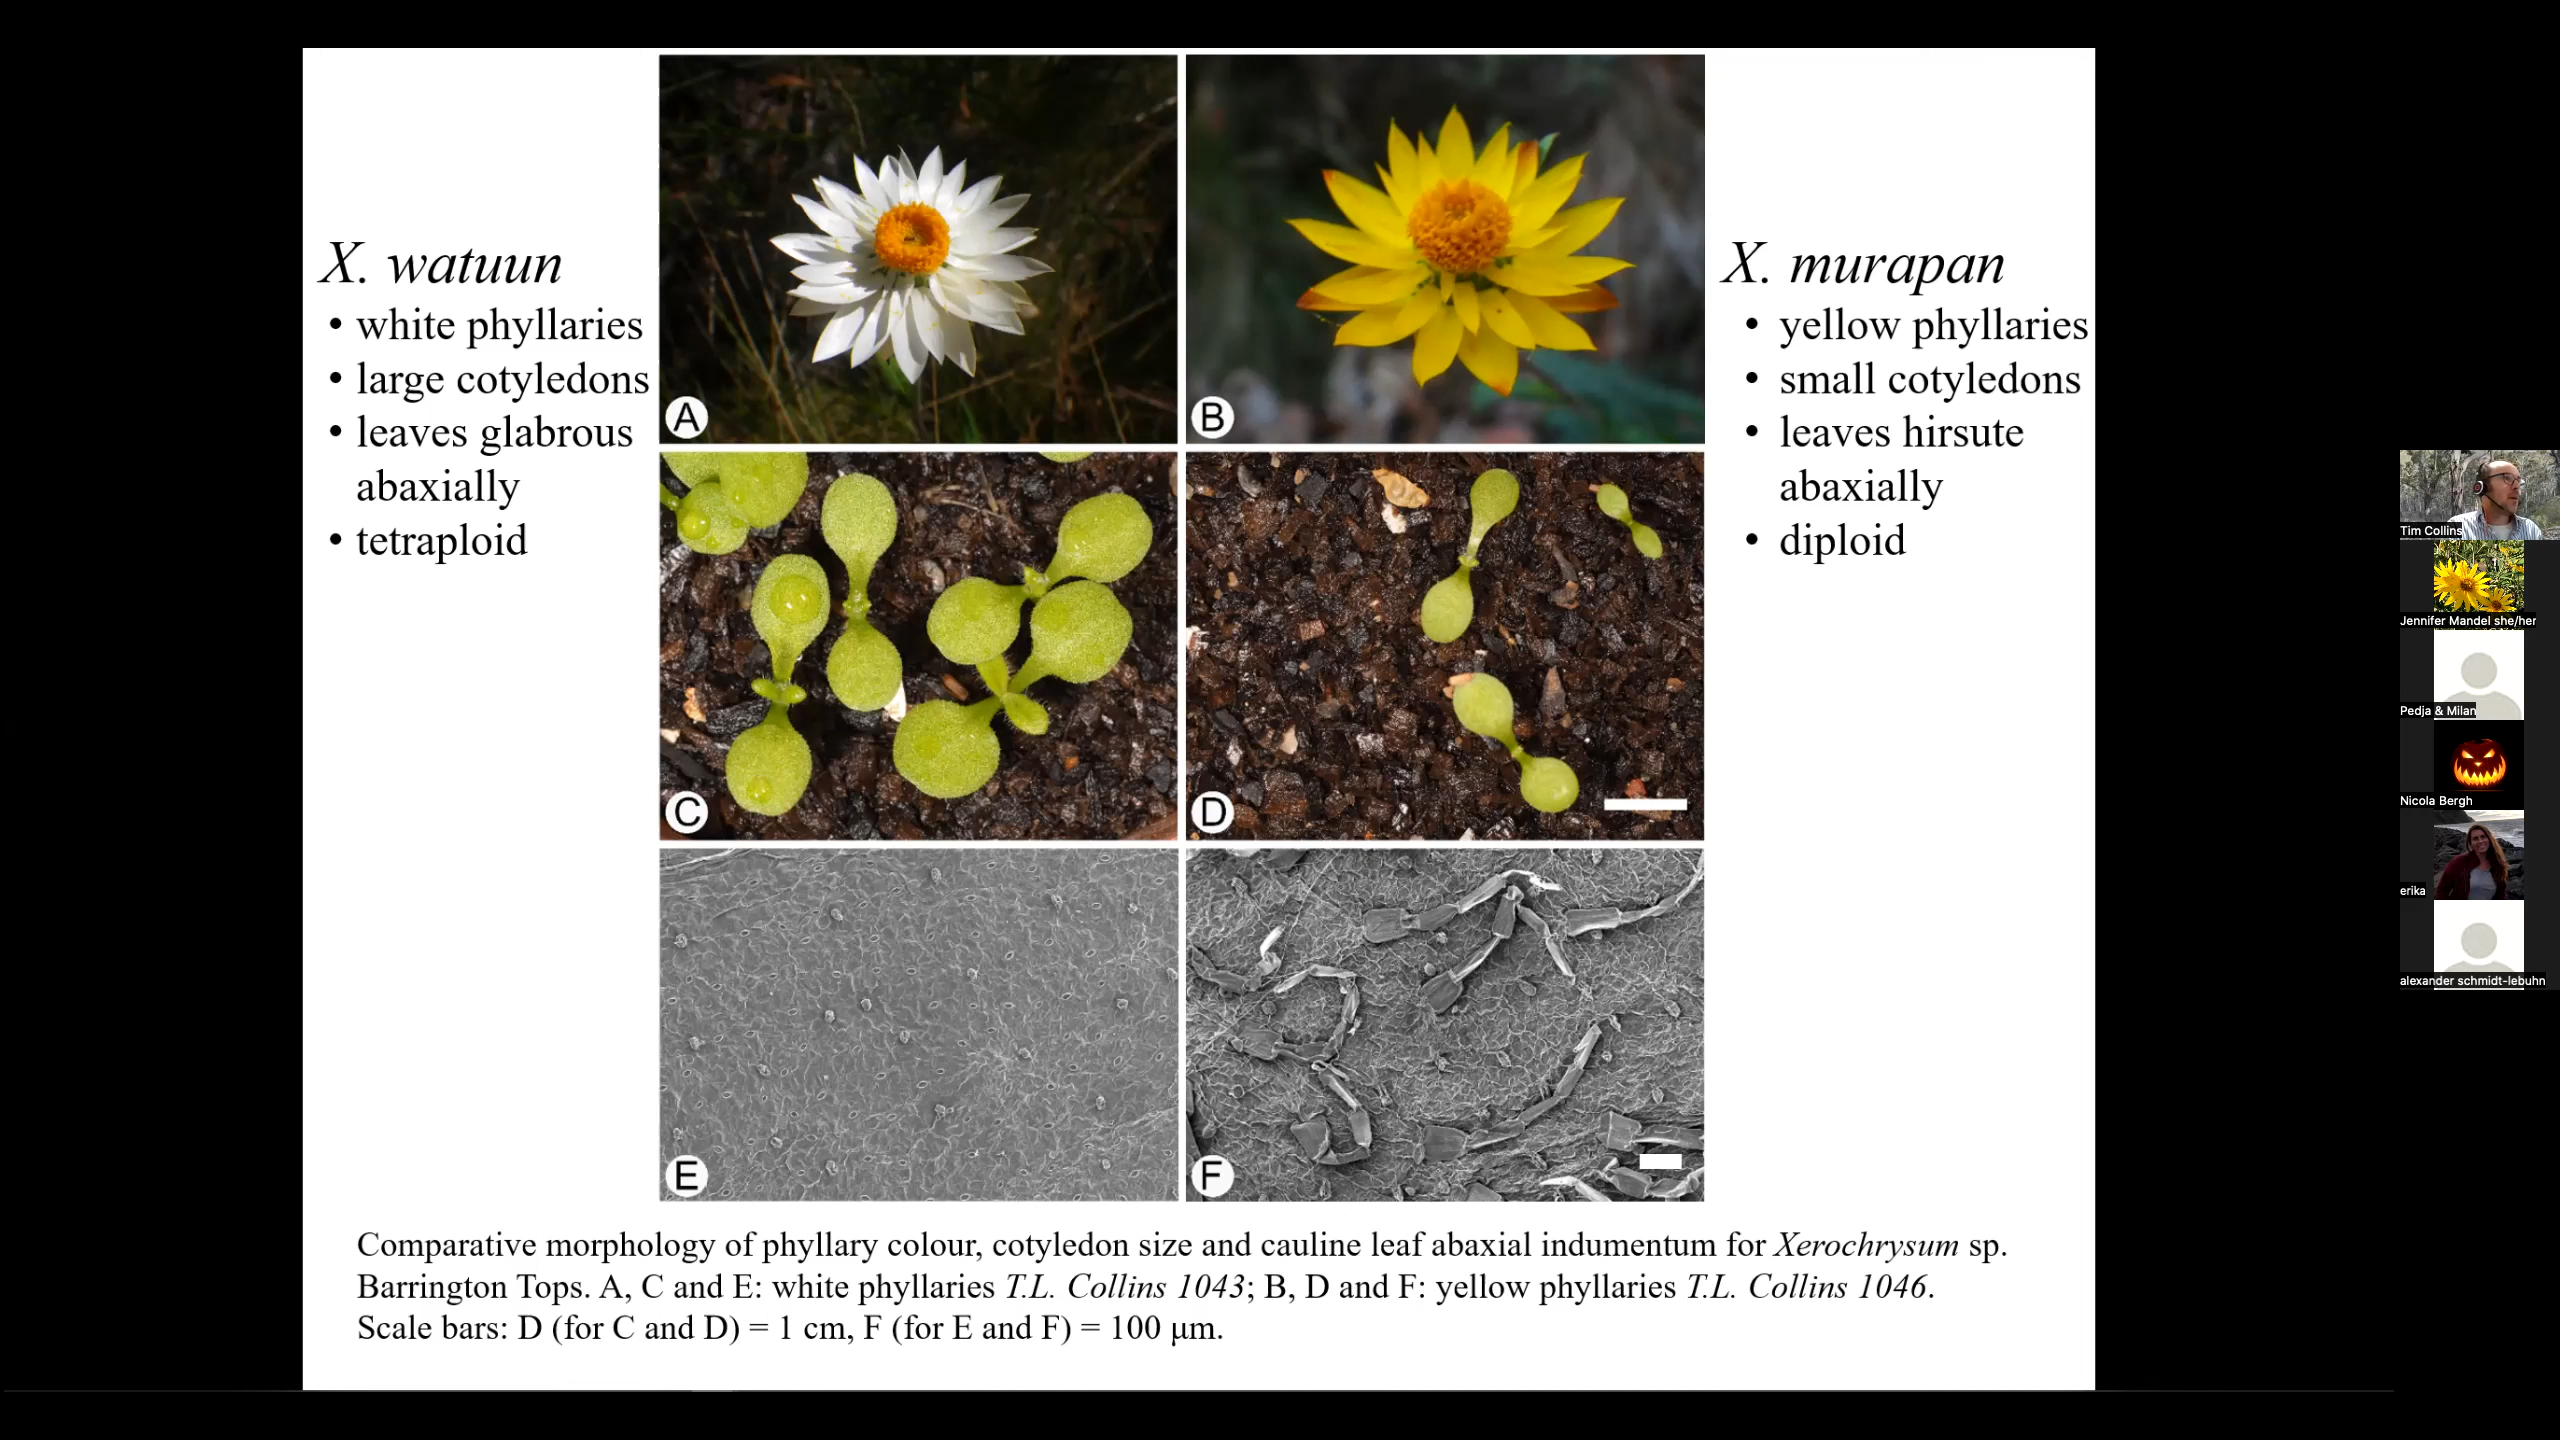 X. watuun
• white phyllaries
• large cotyledons
• leaves glabrous
abaxially
• tetraploid
A
B
C
D
E
F
X. murapan
• yellow phyllaries
• small cotyledons
• leaves hirsute
abaxially
• diploid
Comparative morphology of phyllary colour, cotyledon size and cauline leaf abaxial indumentum for Xerochrysum sp.
Barrington Tops. A, C and E: white phyllaries T.L. Collins 1043; B, D and F: yellow phyllaries T.L. Collins 1046.
Scale bars: D (for C and D) = 1 cm, F (for E and F) = 100 μm.
Tim Collins
Jennifer Mandel she/her
Pedja & Milan
Nicola Bergh
erika
alexander schmidt-lebuhn